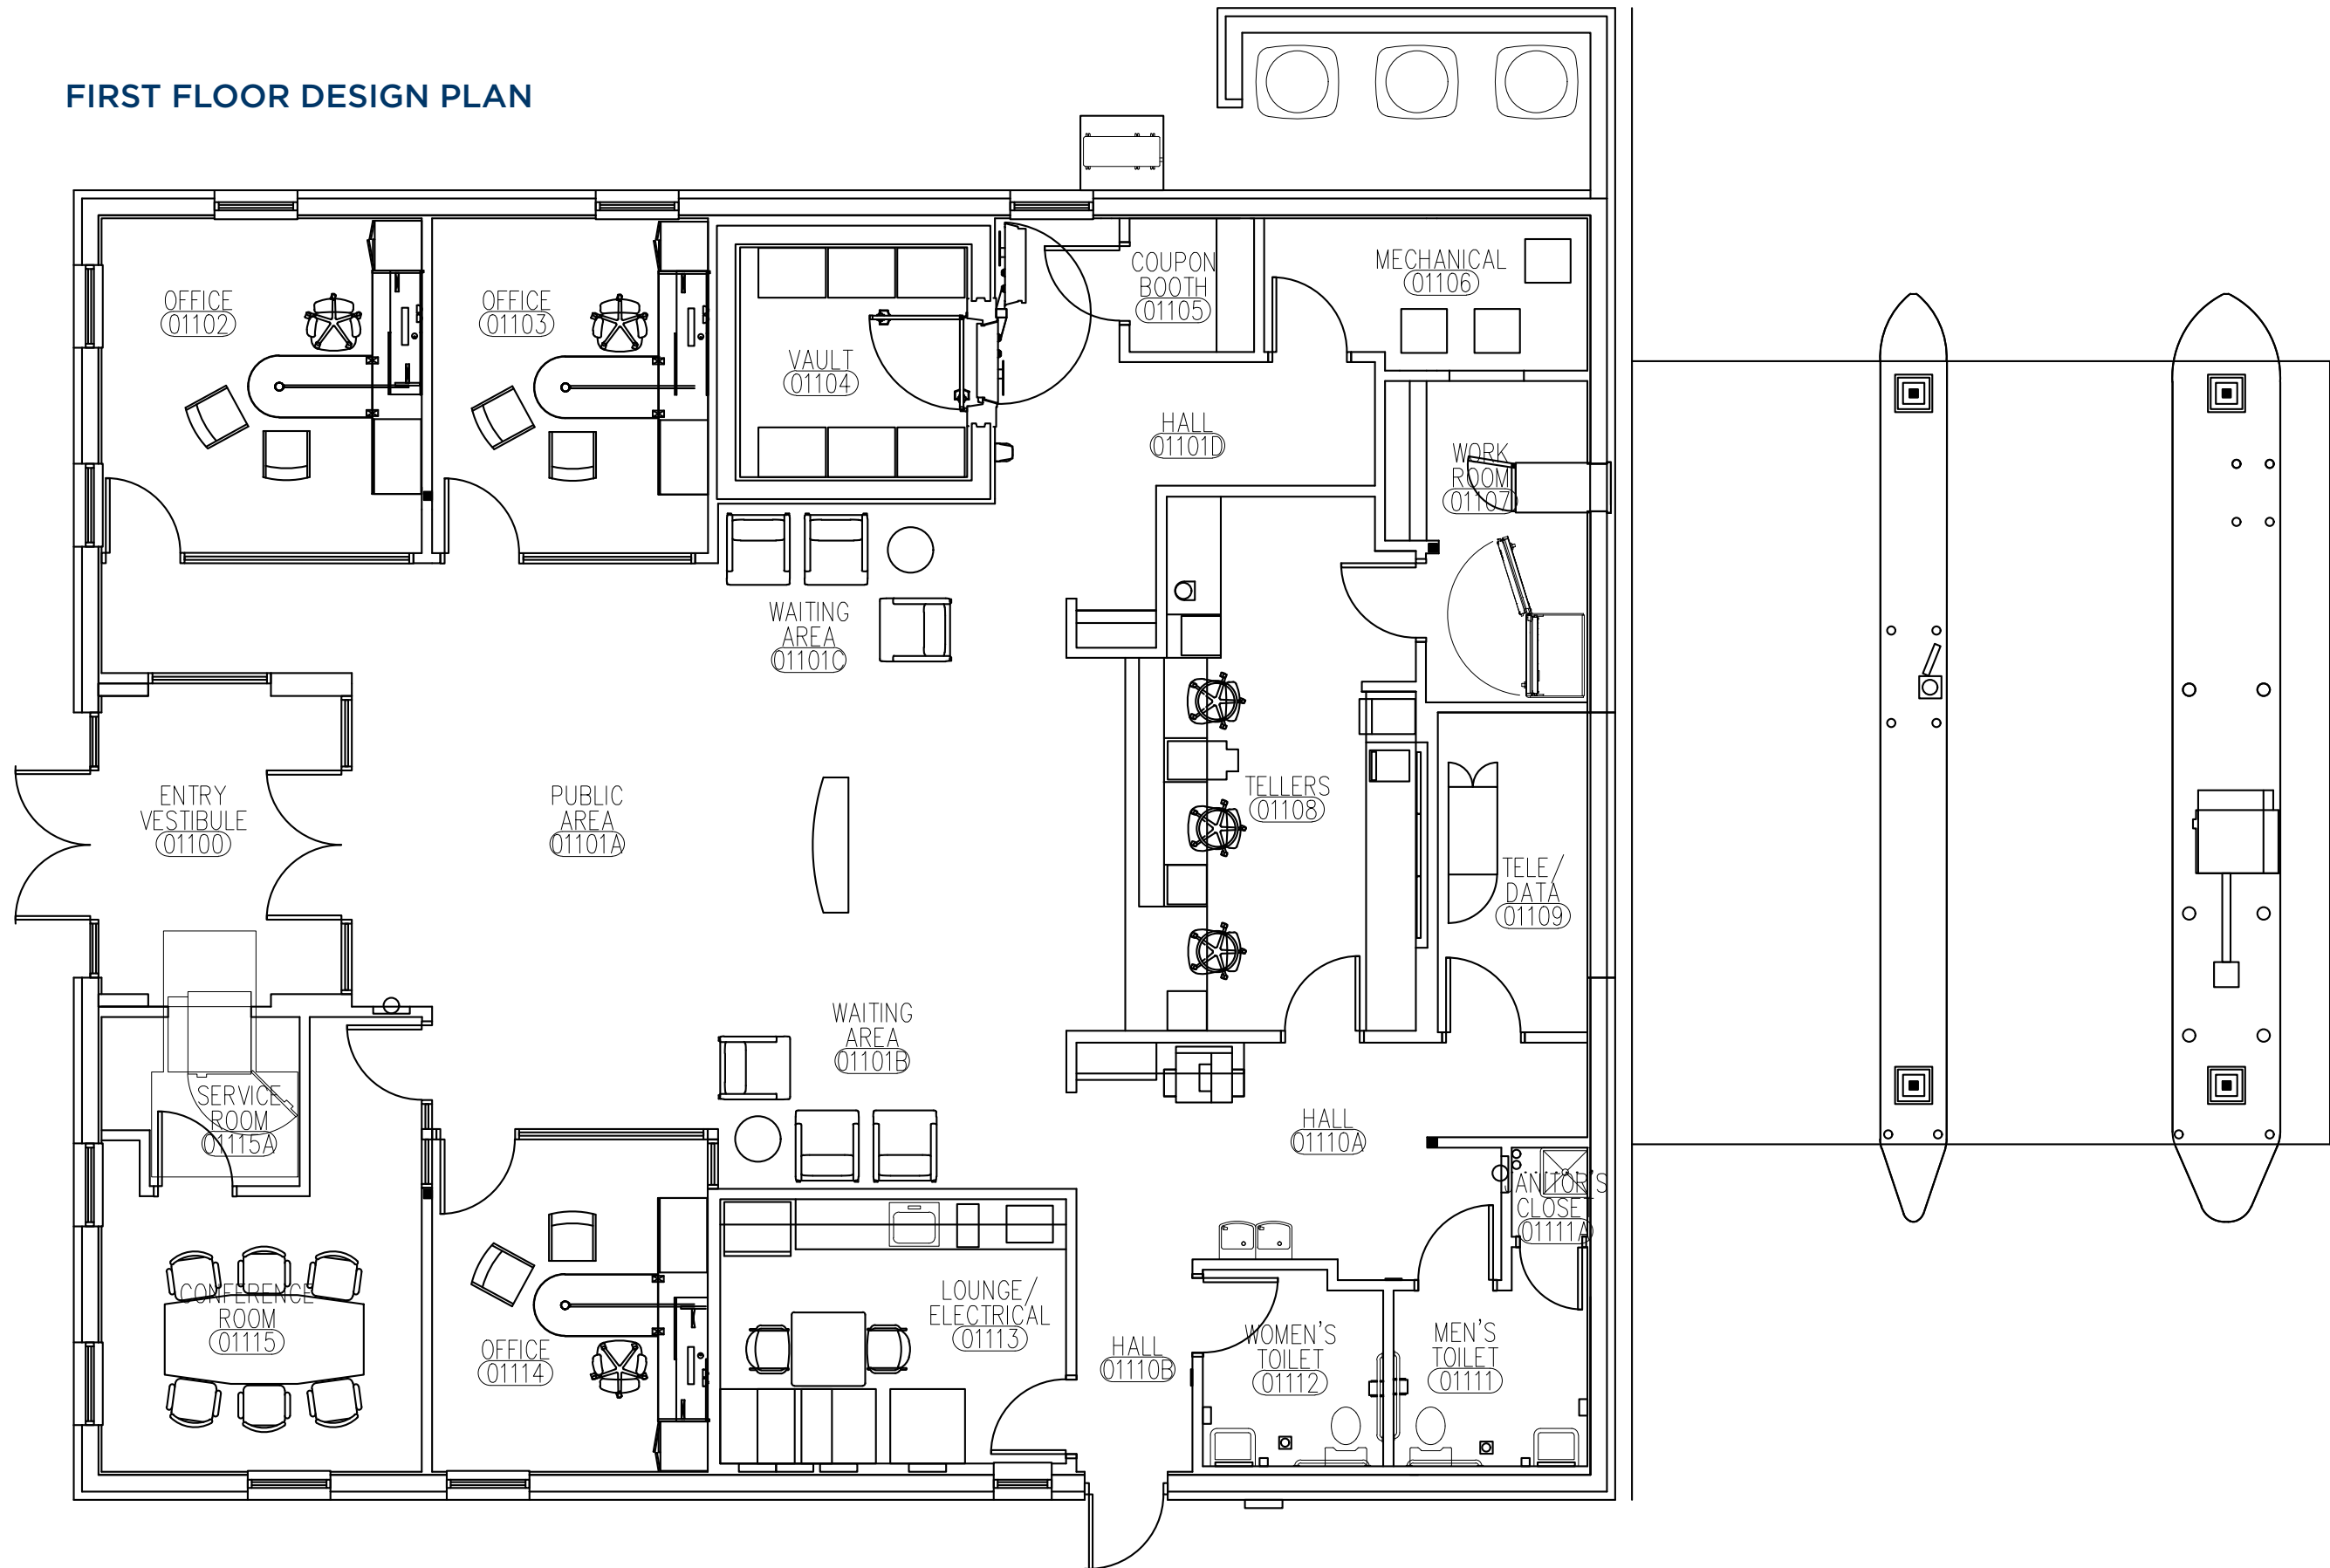 FIRST FLOOR DESIGN PLAN
OFFICE
01102
OFFICE
01103
VAULT
01104
COUPON
BOOTH
01105
MECHANICAL
01106
HALL
01101D
WORK
ROOM
01107
WAITING
AREA
01101C
ENTRY
VESTIBULE
01100
PUBLIC
AREA
01101A
TELLERS
01108
TELE/
DATA
01109
WAITING
AREA
01101B
SERVICE
ROOM
01115A
HALL
01110A
JANITOR'S
CLOSET
01111A
CONFERENCE
ROOM
01115
OFFICE
01114
LOUNGE/
ELECTRICAL
01113
HALL
01110B
WOMEN'S
TOILET
01112
MEN'S
TOILET
01111